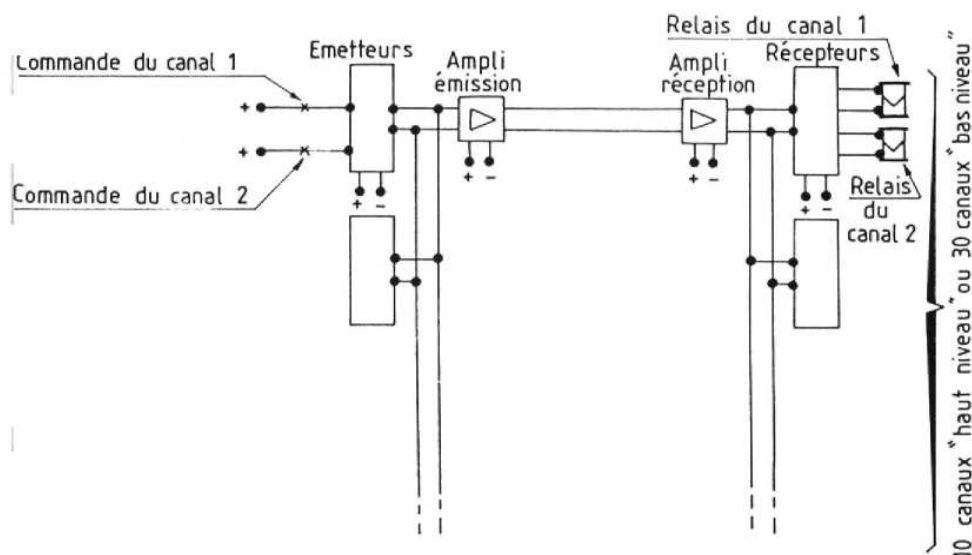 Commande du canal 1
Emetteurs
Ampli
émission
Ampli
réception
Relais du canal 1
Récepteurs
+
+
Commande du canal 2
+ -
+ -
+ -
+ -
Relais
du
canal 2
canaux "haut niveau" ou 30 canaux "bas niveau"